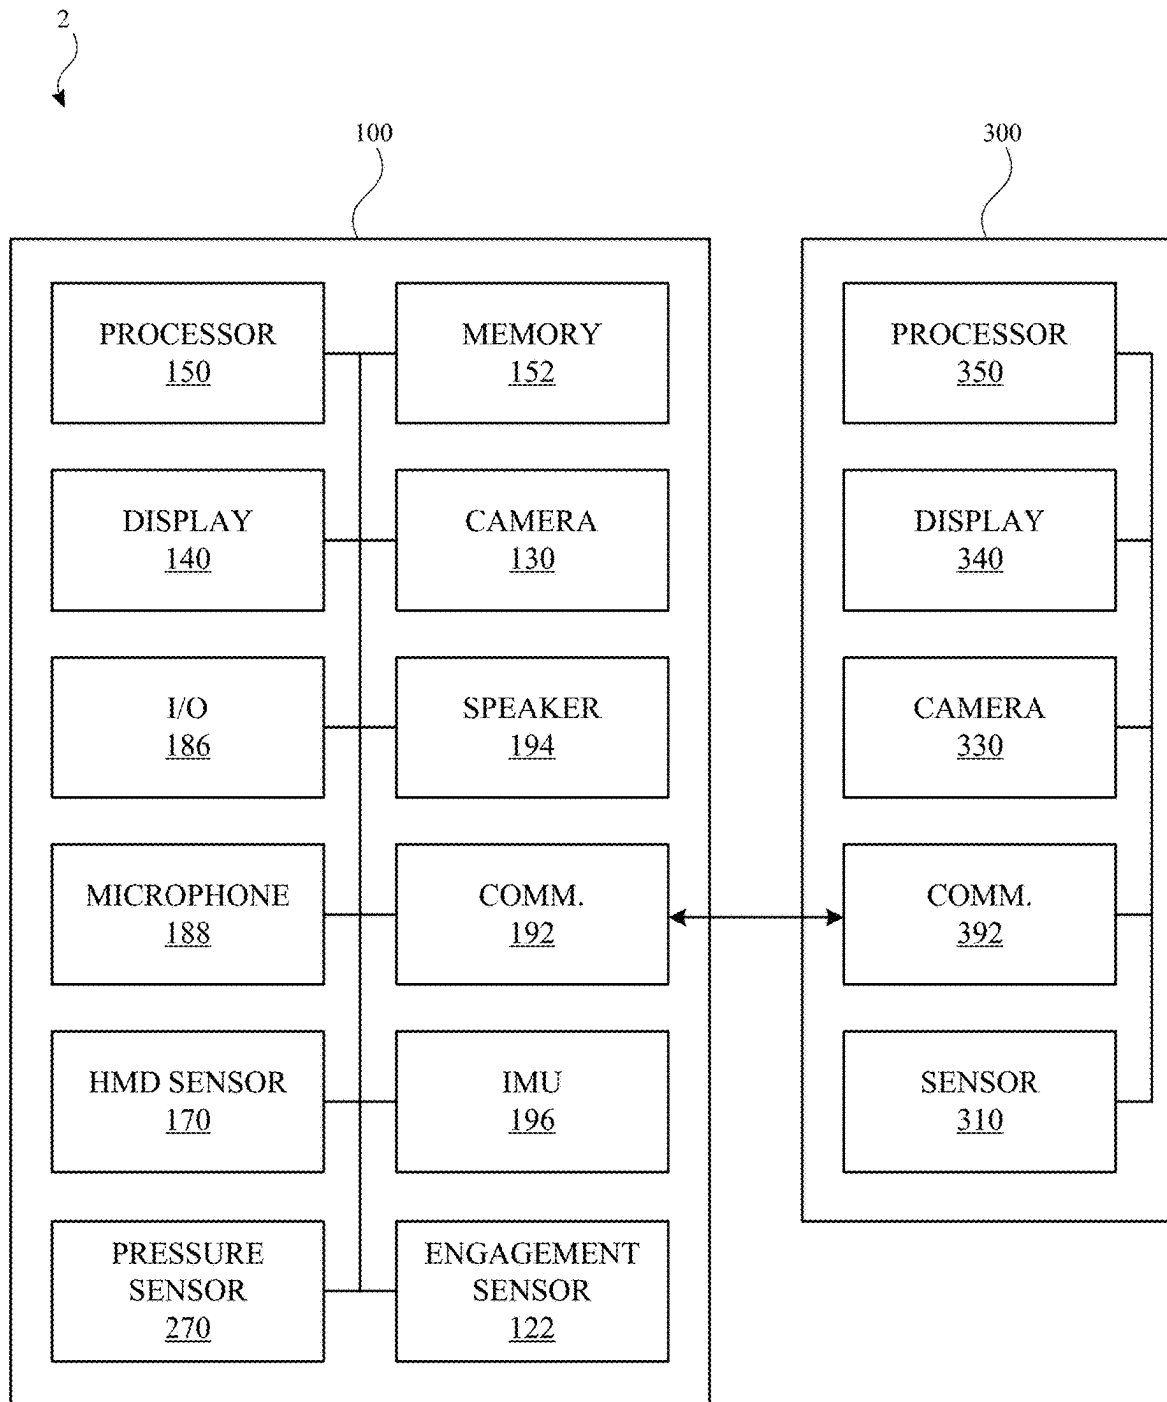 2
100
300
PROCESSOR
150
MEMORY
152
PROCESSOR
350
DISPLAY
140
CAMERA
130
DISPLAY
340
I/O
186
SPEAKER
194
CAMERA
330
MICROPHONE
188
COMM.
192
COMM.
392
HMD SENSOR
170
IMU
196
SENSOR
310
PRESSURE
SENSOR
270
ENGAGEMENT
SENSOR
122